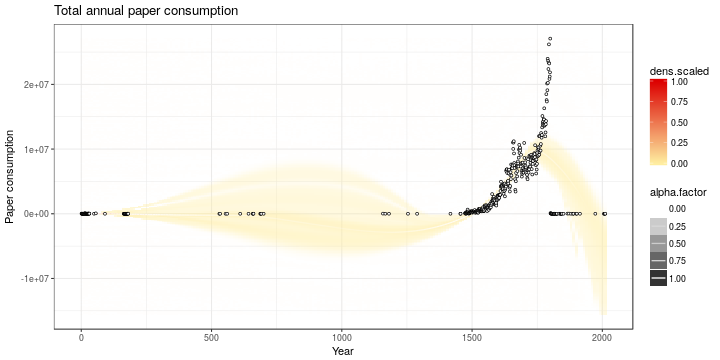 Total annual paper consumption
Paper consumption
2e+07
1e+07
0e+00
-1e+07
0
500
1000
1500
2000
Year
dens.scaled
1.00
0.75
0.50
0.25
0.00
alpha.factor
0.00
0.25
0.50
0.75
1.00